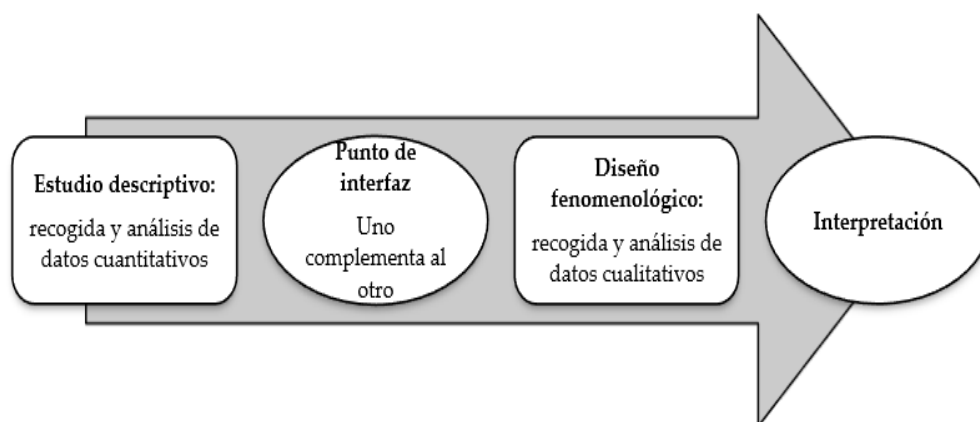 Estudio descriptivo:
recogida y análisis de
datos cuantitativos
Punto de
interfaz
Uno
complementa al
otro
Diseño
fenomenológico:
recogida y análisis de
datos cualitativos
Interpretación